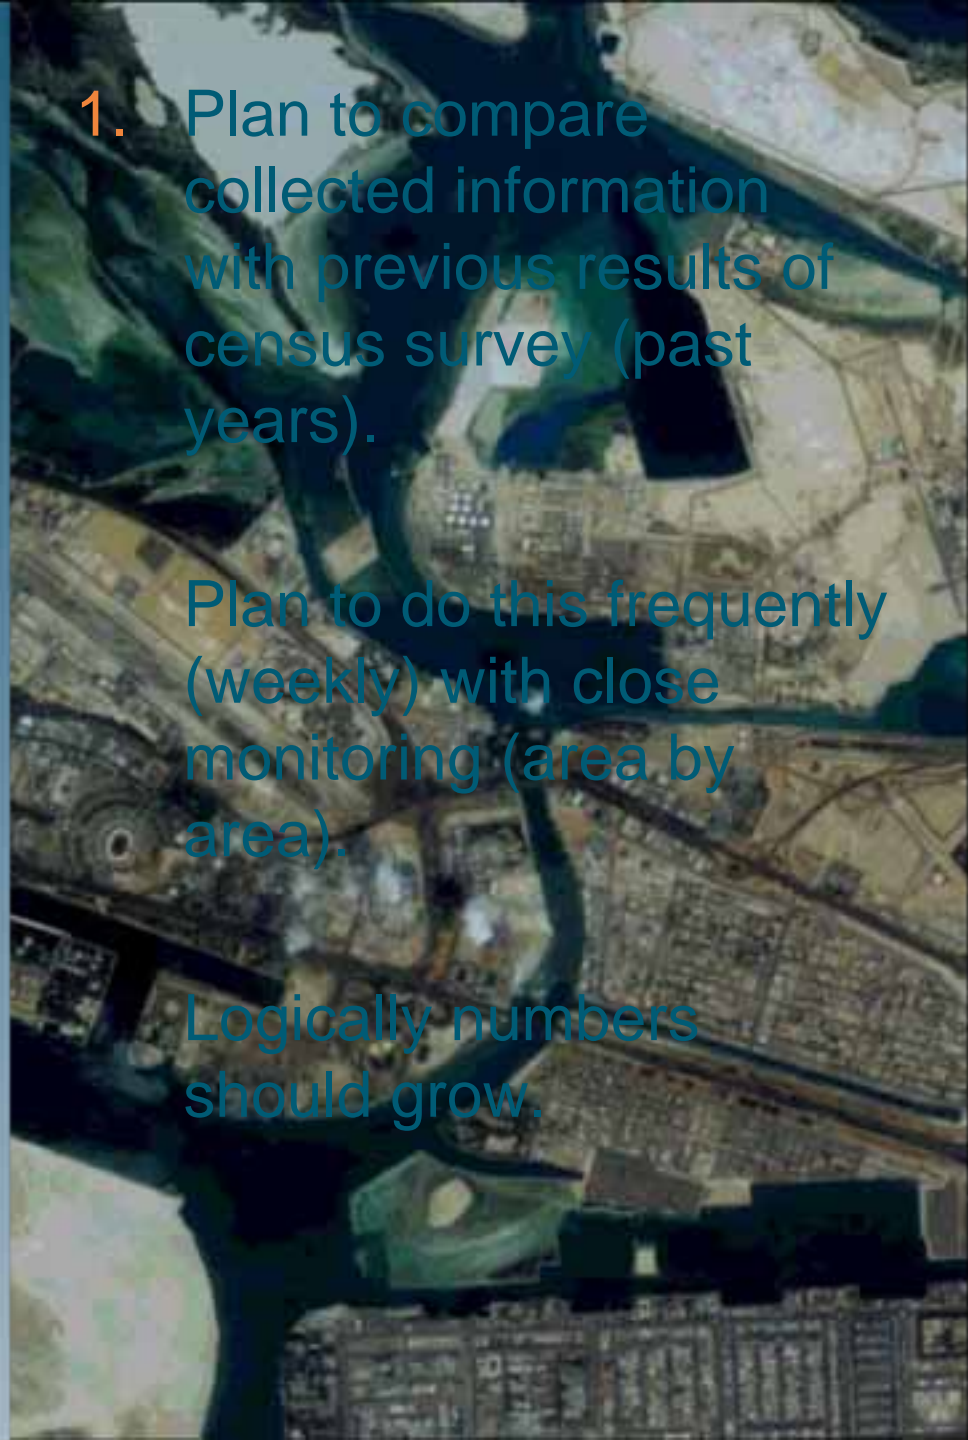 1. Plan to compare
collected information
with previous results of
census survey (past
years).
Plan to do this frequently
(weekly) with close
monitoring (area by
area).
Logically numbers
should grow.